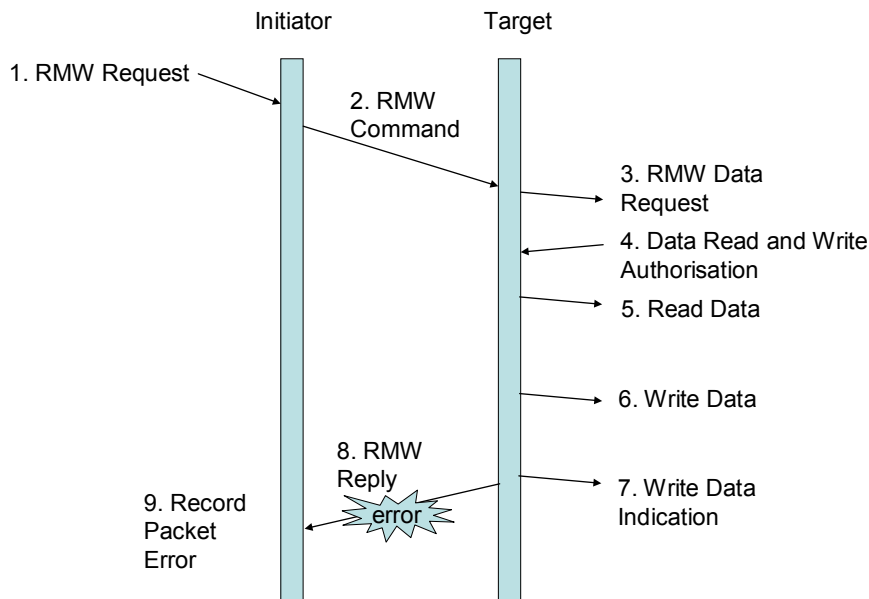 Initiator
Target
1. RMW Request
2. RMW
Command
3. RMW Data
Request
4. Data Read and Write
Authorisation
5. Read Data
6. Write Data
7. Write Data
Indication
8. RMW
Reply
error
9. Record
Packet
Error